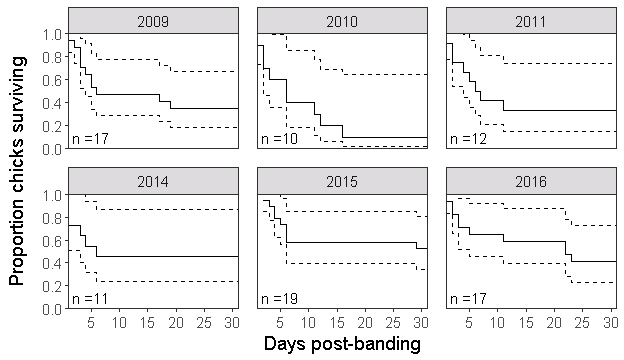 2009 2010 2011
Proportion chicks surviving
1.0
0.8
0.6
0.4
0.2
0.0
n =17 n =10 n =12
2014 2015 2016
1.0
0.8
0.6
0.4
0.2
0.0
n =11 n =19 n =17
5 10 15 20 25 30 5 10 15 20 25 30 5 10 15 20 25 30
Days post-banding